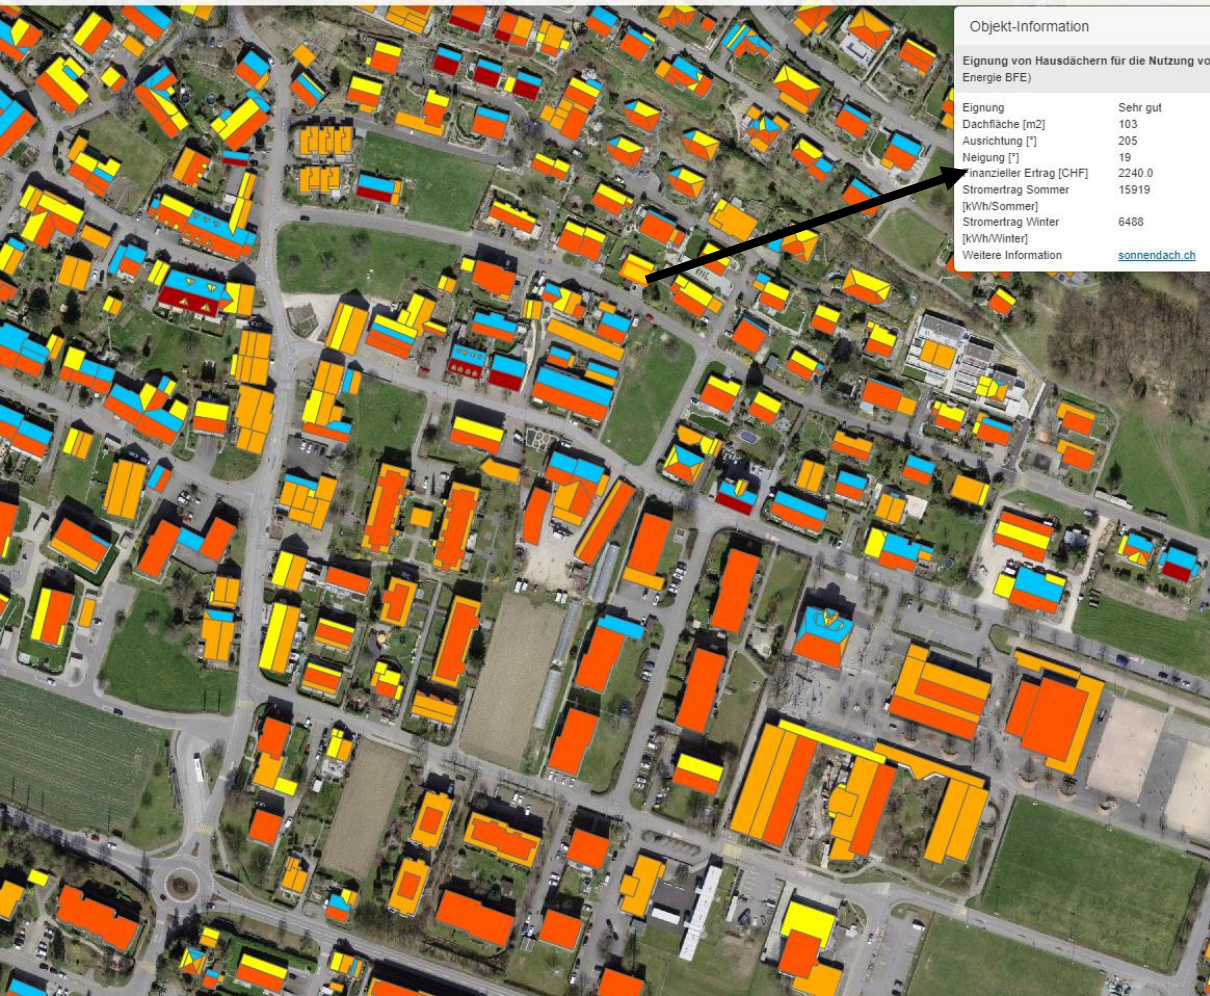 Objekt-Information
Eignung von Hausdächern für die Nutzung vo
Energie BFE)
Eignung Sehr gut
Dachfläche [m2] 103
Ausrichtung [°] 205
Neigung [°] 19
Finanzieller Ertrag [CHF] 2240.0
Stromertrag Sommer 15919
[kWh/Sommer]
Stromertrag Winter 6488
[kWh/Winter]
Weitere Information sonnendach.ch